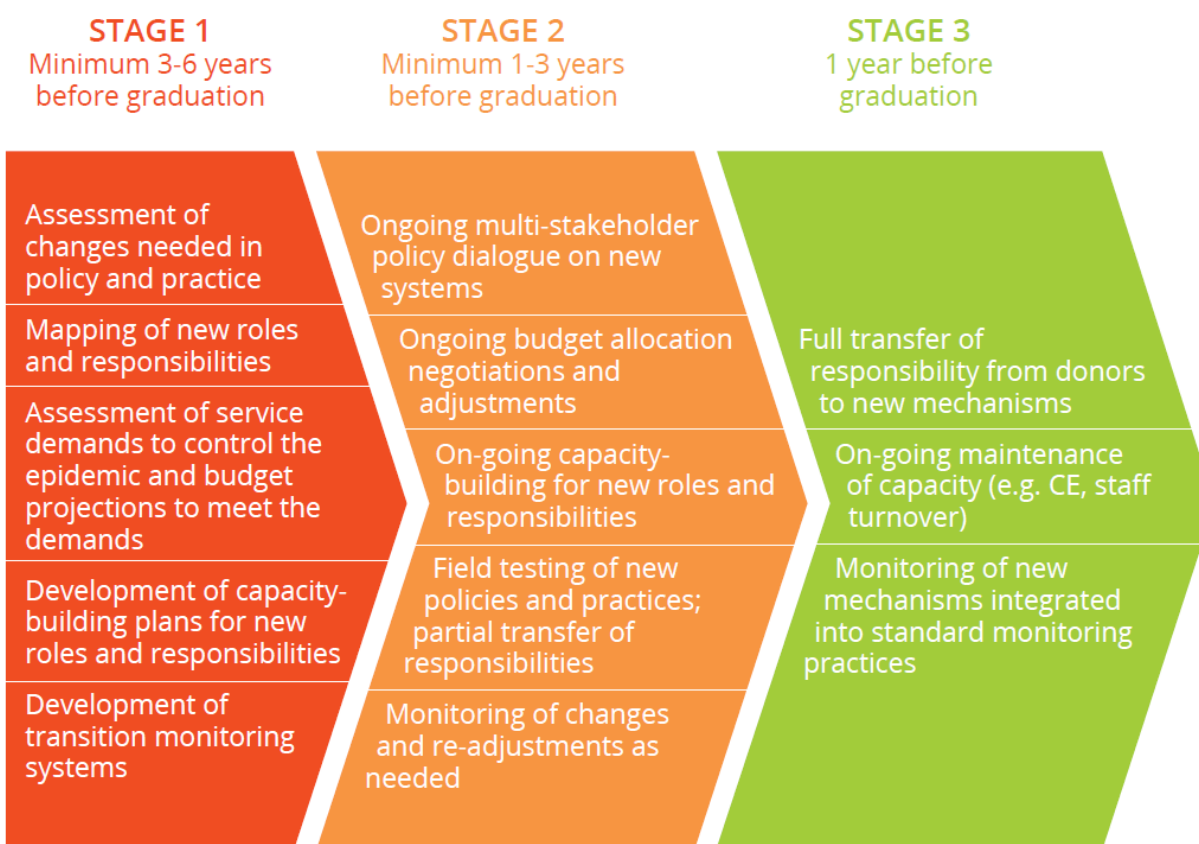 STAGE 1
Minimum 3-6 years
before graduation
STAGE 2
Minimum 1-3 years
before graduation
STAGE 3
1 year before
graduation
Assessment of
changes needed in
policy and practice
Mapping of new roles
and responsibilities
Assessment of service
demands to control the
epidemic and budget
projections to meet the
demands
Development of capacity-
building plans for new
roles and responsibilities
Development of
transition monitoring
systems
Ongoing multi-stakeholder
policy dialogue on new
systems
Ongoing budget allocation
negotiations and
adjustments
On-going capacity-
building for new roles and
responsibilities
Field testing of new
policies and practices;
partial transfer of
responsibilities
Monitoring of changes
and re-adjustments as
needed
Full transfer of
responsibility from donors
to new mechanisms
On-going maintenance
of capacity (e.g. CE, staff
turnover)
Monitoring of new
mechanisms integrated
into standard monitoring
practices